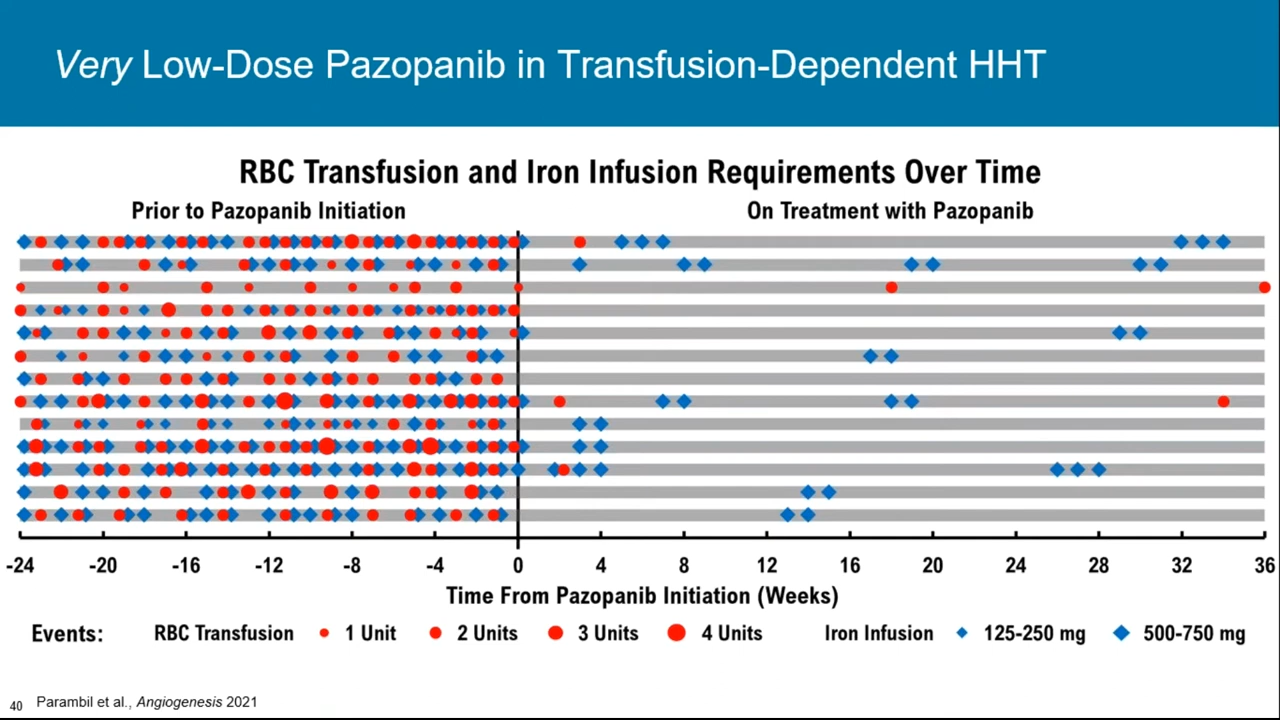 Very Low-Dose Pazopanib in Transfusion-Dependent HHT
RBC Transfusion and Iron Infusion Requirements Over Time
Prior to Pazopanib Initiation On Treatment with Pazopanib
-24 -20 -16 -12 -8 -4 0 4 8 12 16 20 24 28 32 36
Time From Pazopanib Initiation (Weeks)
Events: RBC Transfusion 1 Unit 2 Units 3 Units 4 Units Iron Infusion 125-250 mg 500-750 mg
40 Parambil et al., Angiogenesis 2021